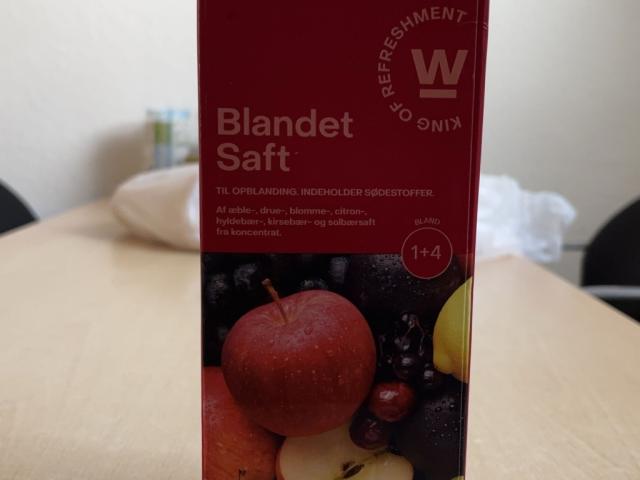 KING OF REFRESHMENT
W
Blandet
Saft
TIL OPBLANDING. INDEHOLDER SØDESTOFFER.
Af æble-, drue-, blomme-, citron-,
hyldebær-, kirsebær- og solbærsaft
fra koncentrat.
BLAND
1+4